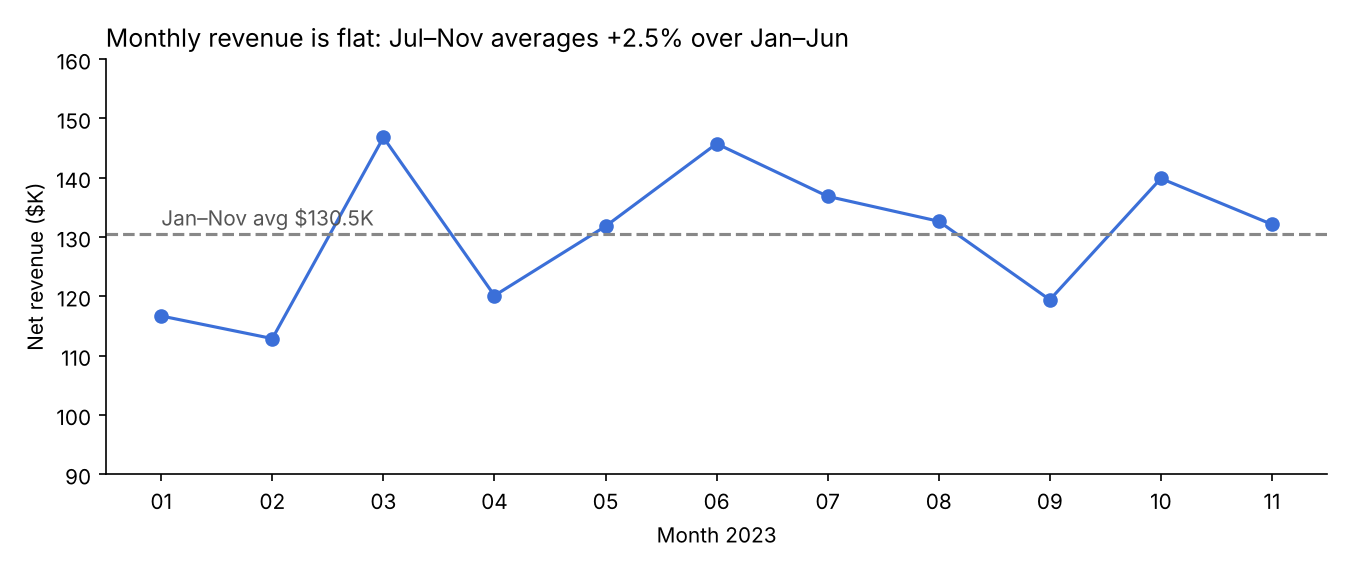 Monthly revenue is flat: Jul–Nov averages +2.5% over Jan–Jun
160
150
140
130
120
110
100
90
Net revenue ($K)
Jan–Nov avg $130.5K
01 02 03 04 05 06 07 08 09 10 11
Month 2023